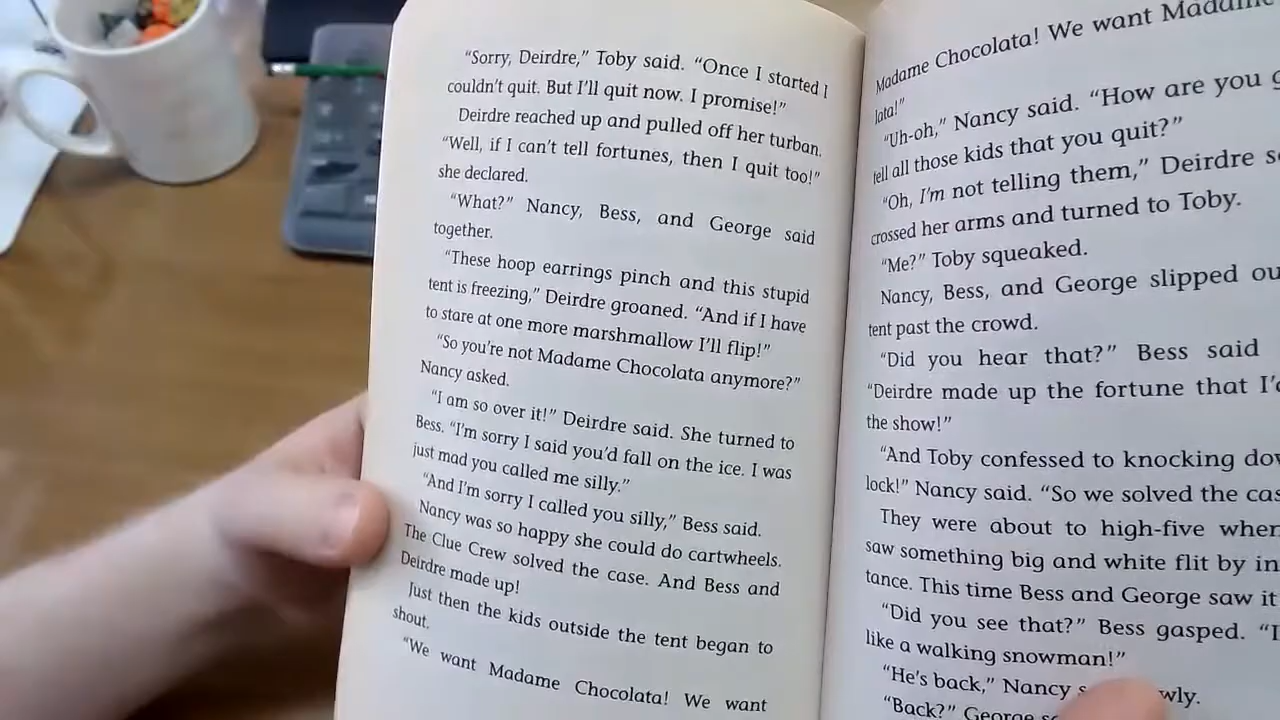 “Sorry, Deirdre,” Toby said. “Once I started I
couldn’t quit. But I’ll quit now. I promise!”
Deirdre reached up and pulled off her turban.
“Well, if I can’t tell fortunes, then I quit too!”
she declared.
“What?” Nancy, Bess, and George said
together.
“These hoop earrings pinch and this stupid
tent is freezing,” Deirdre groaned. “And if I have
to stare at one more marshmallow I’ll flip!”
“So you’re not Madame Chocolata anymore?”
Nancy asked.
“I am so over it!” Deirdre said. She turned to
Bess. “I’m sorry I said you’d fall on the ice. I was
just mad you called me silly.”
“And I’m sorry I called you silly,” Bess said.
Nancy was so happy she could do cartwheels.
The Clue Crew solved the case. And Bess and
Deirdre made up!
Just then the kids outside the tent began to
shout.
“We want Madame Chocolata! We want
Madame Chocolata! We want Madame
lata!”
“Uh-oh,” Nancy said. “How are you
tell all those kids that you quit?”
“Oh, I’m not telling them,” Deirdre
crossed her arms and turned to Toby.
“Me?” Toby squeaked.
Nancy, Bess, and George slipped
tent past the crowd.
“Did you hear that?” Bess said
“Deirdre made up the fortune that
the show!”
“And Toby confessed to knocking
lock!” Nancy said. “So we solved the
They were about to high-five when
saw something big and white flit by
tance. This time Bess and George saw it
“Did you see that?” Bess gasped.
like a walking snowman!”
“He’s back,” Nancy
“Back?” George